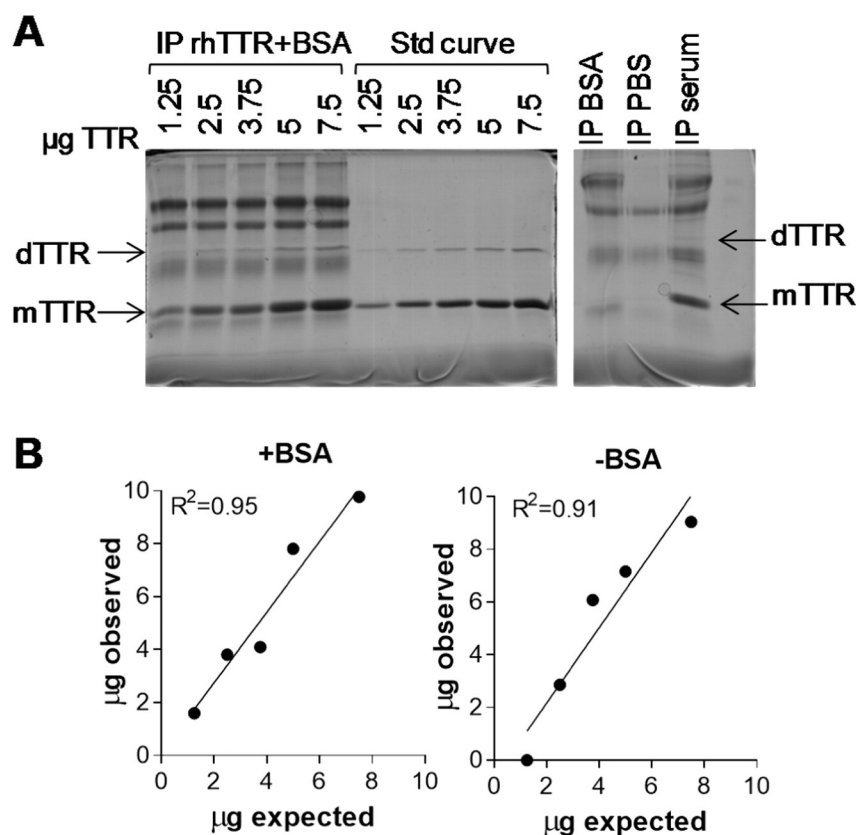 A
IP rhTTR+BSA Std curve
µg TTR 1.25 2.5 3.75 5 7.5 1.25 2.5 3.75 5 7.5 IP BSA IP PBS IP serum
dTTR dTTR
mTTR mTTR
B
+BSA -BSA
R²=0.95 R²=0.91
10 10
8 8
6 6
4 4
2 2
0 0
0 2 4 6 8 10 0 2 4 6 8 10
µg observed µg observed
µg expected µg expected